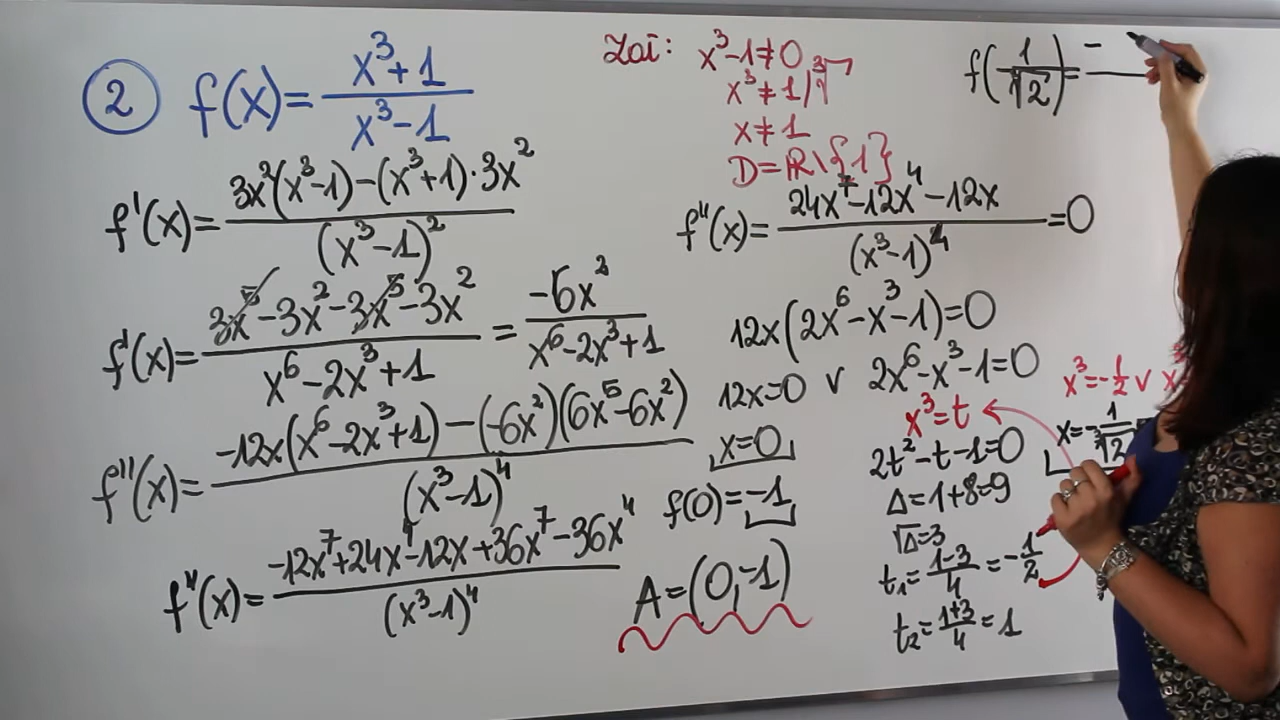 ② f(x) = (x³+1)/(x³-1)
f'(x) = (3x²(x³-1)-(x³+1)·3x²)/(x³-1)²
f'(x) = (3x⁵-3x²-3x⁵-3x²)/(x⁶-2x³+1) = (-6x²)/(x⁶-2x³+1)
f''(x) = (-12x(x⁶-2x³+1)-(-6x²)(6x⁵-6x²))/(x³-1)⁴
f''(x) = (-12x⁷+24x⁴-12x+36x⁷-36x⁴)/(x³-1)⁴
Zał: x³-1≠0
x³≠1 /³√
x≠1
D=ℝ\{1}
f''(x) = (24x⁷-12x⁴-12x)/(x³-1)⁴ = 0
12x(2x⁶-x³-1)=0
12x=0 ∨ 2x⁶-x³-1=0
x=0
f(0)=-1
A=(0,-1)
x³=t
2t²-t-1=0
Δ=1+8=9
√Δ=3
t₁=(1-3)/4=-1/2
t₂=(1+3)/4=1
x³=-1/2 ∨ x³
x=-1/³√2
f(1/³√2)= -